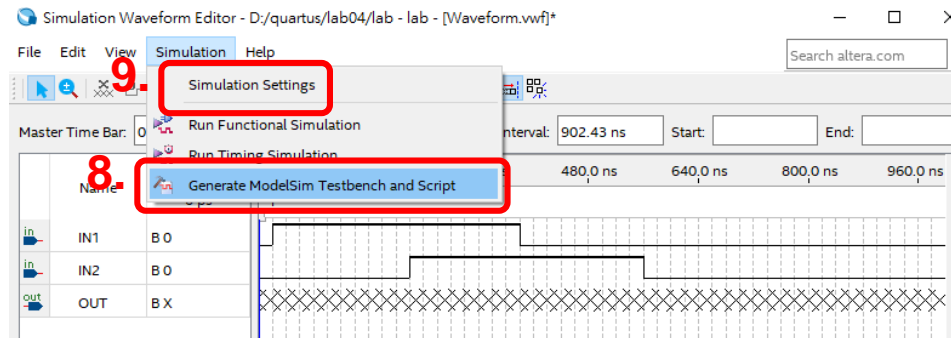 Simulation Waveform Editor - D:/quartus/lab04/lab - lab - [Waveform.vwf]*
File Edit View Simulation Help
Search altera.com
9.
Simulation Settings
Master Time Bar: 0
Run Functional Simulation
Interval: 902.43 ns Start: End:
Run Timing Simulation
8.
Name
480.0 ns 640.0 ns 800.0 ns 960.0 ns
Generate ModelSim Testbench and Script
0 ps
in IN1 B 0
in IN2 B 0
out OUT B X